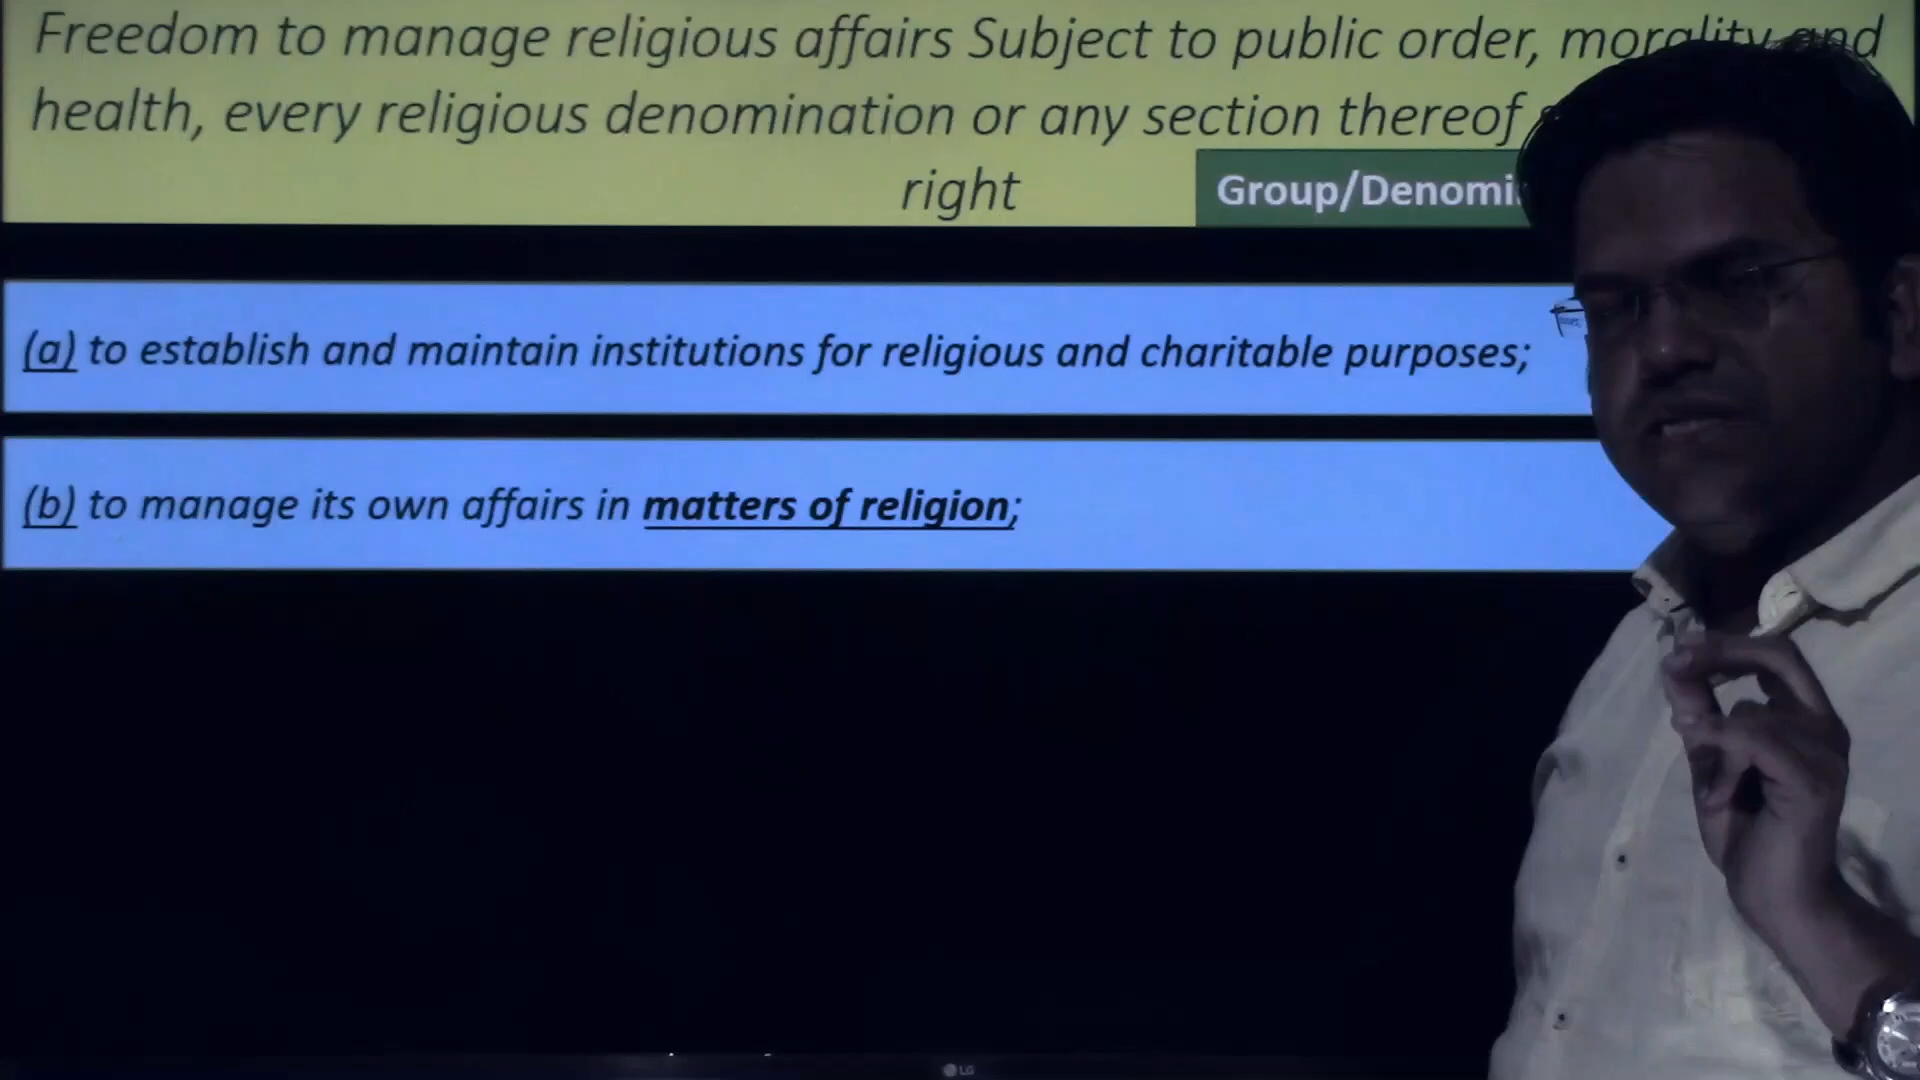 Freedom to manage religious affairs Subject to public order, morality and
health, every religious denomination or any section thereof
right
Group/Denomi
(a) to establish and maintain institutions for religious and charitable purposes;
(b) to manage its own affairs in matters of religion;
LG